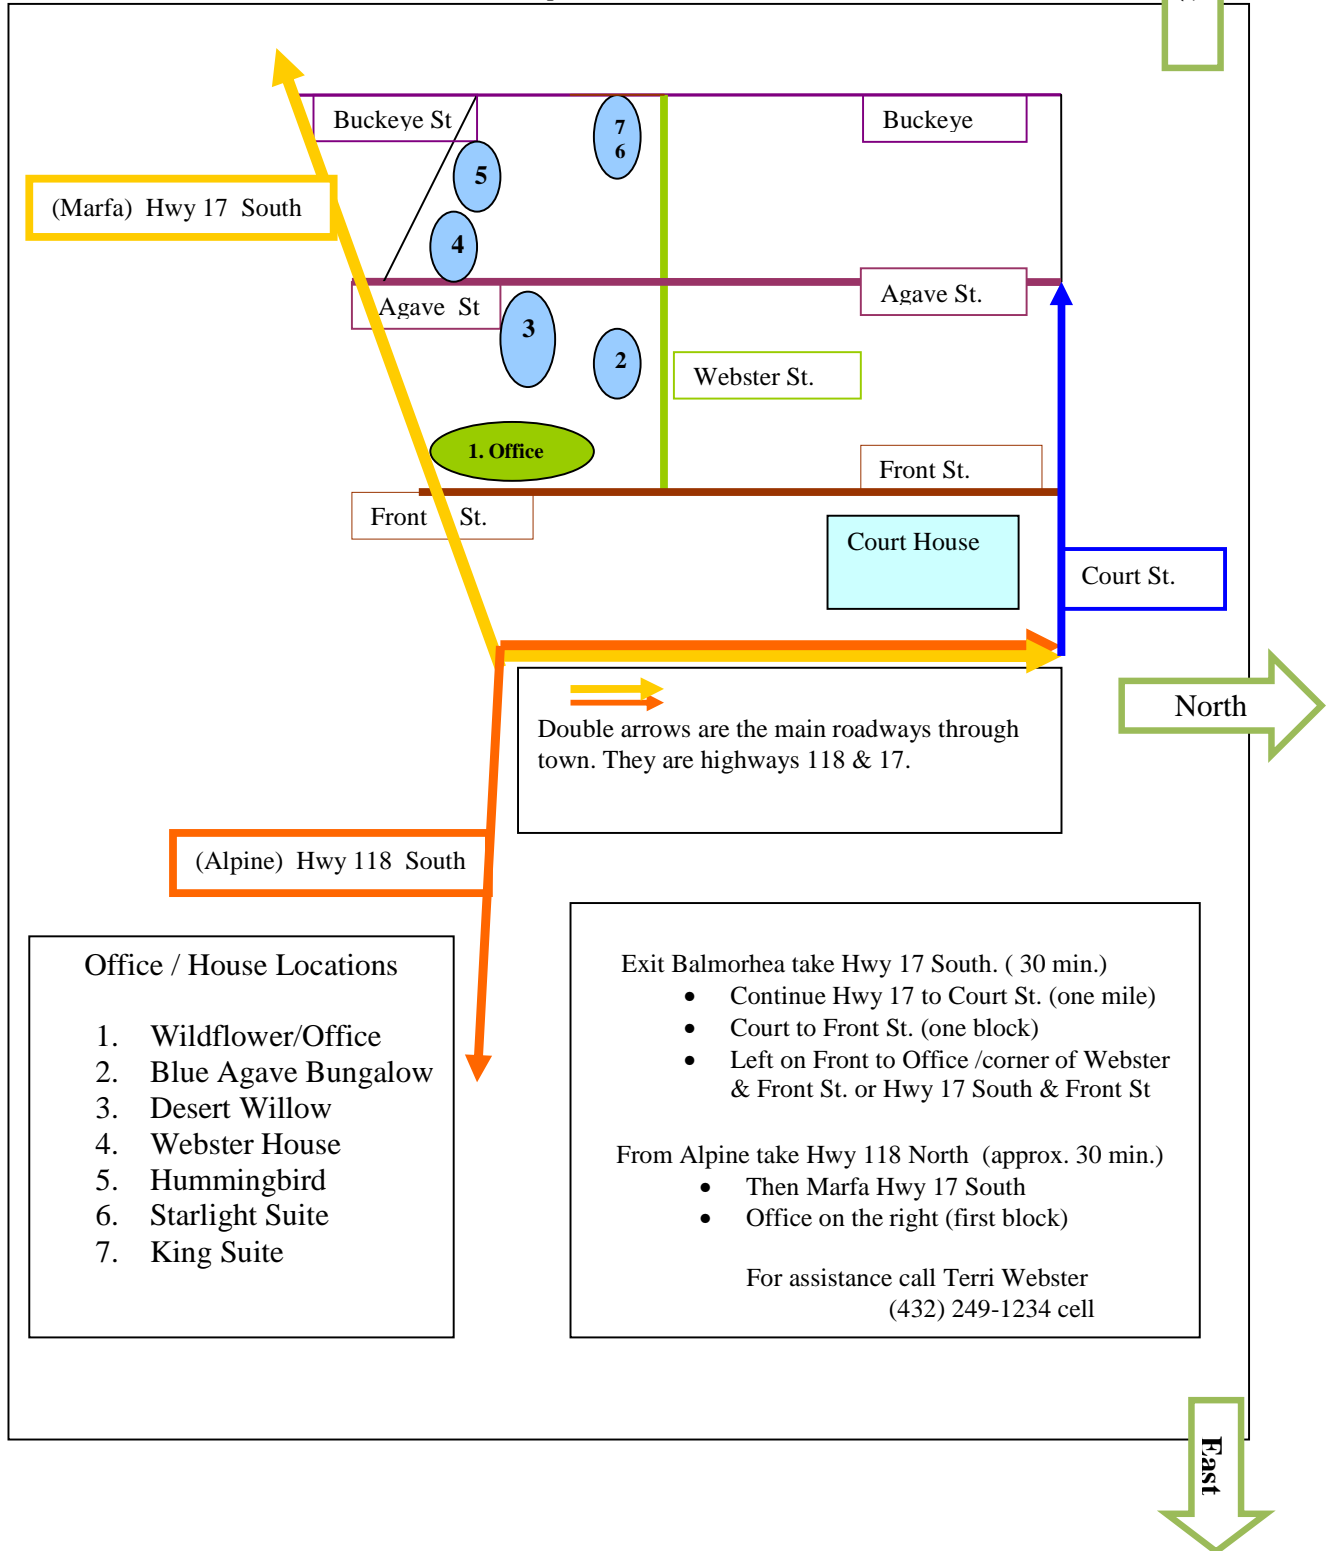 Buckeye St
Buckeye
7
6
5
(Marfa) Hwy 17 South
4
Agave St
Agave St.
3
2
Webster St.
1. Office
Front St.
Front St.
Court House
Court St.
North
Double arrows are the main roadways through
town. They are highways 118 & 17.
(Alpine) Hwy 118 South
Office / House Locations
1. Wildflower/Office
2. Blue Agave Bungalow
3. Desert Willow
4. Webster House
5. Hummingbird
6. Starlight Suite
7. King Suite
Exit Balmorhea take Hwy 17 South. ( 30 min.)
• Continue Hwy 17 to Court St. (one mile)
• Court to Front St. (one block)
• Left on Front to Office /corner of Webster
& Front St. or Hwy 17 South & Front St
From Alpine take Hwy 118 North (approx. 30 min.)
• Then Marfa Hwy 17 South
• Office on the right (first block)
For assistance call Terri Webster
(432) 249-1234 cell
East